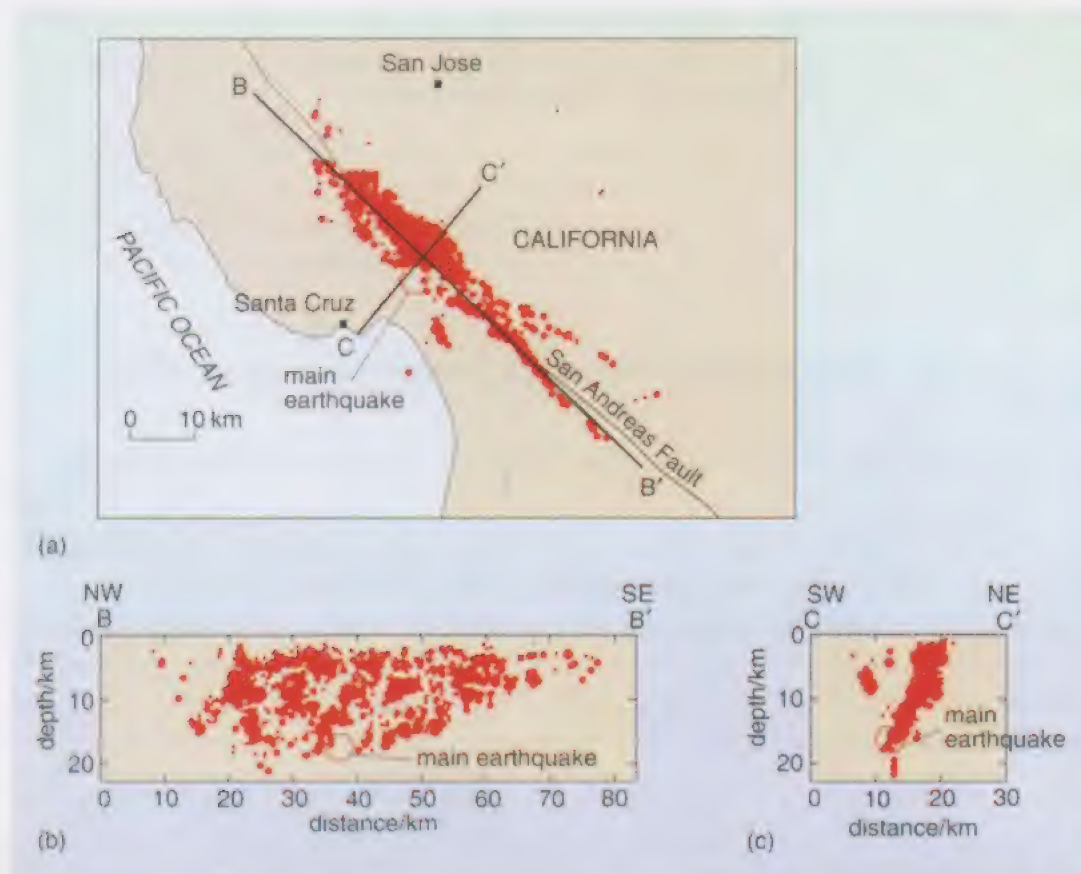 San Jose
B
C'
CALIFORNIA
PACIFIC OCEAN
Santa Cruz
C
main
earthquake
0 10 km
San Andreas Fault
B'
(a)
NW
B
SE
B'
0
10
20
depth/km
main earthquake
0 10 20 30 40 50 60 70 80
distance/km
(b)
SW
C
NE
C'
0
10
20
depth/km
main
earthquake
0 10 20 30
distance/km
(c)